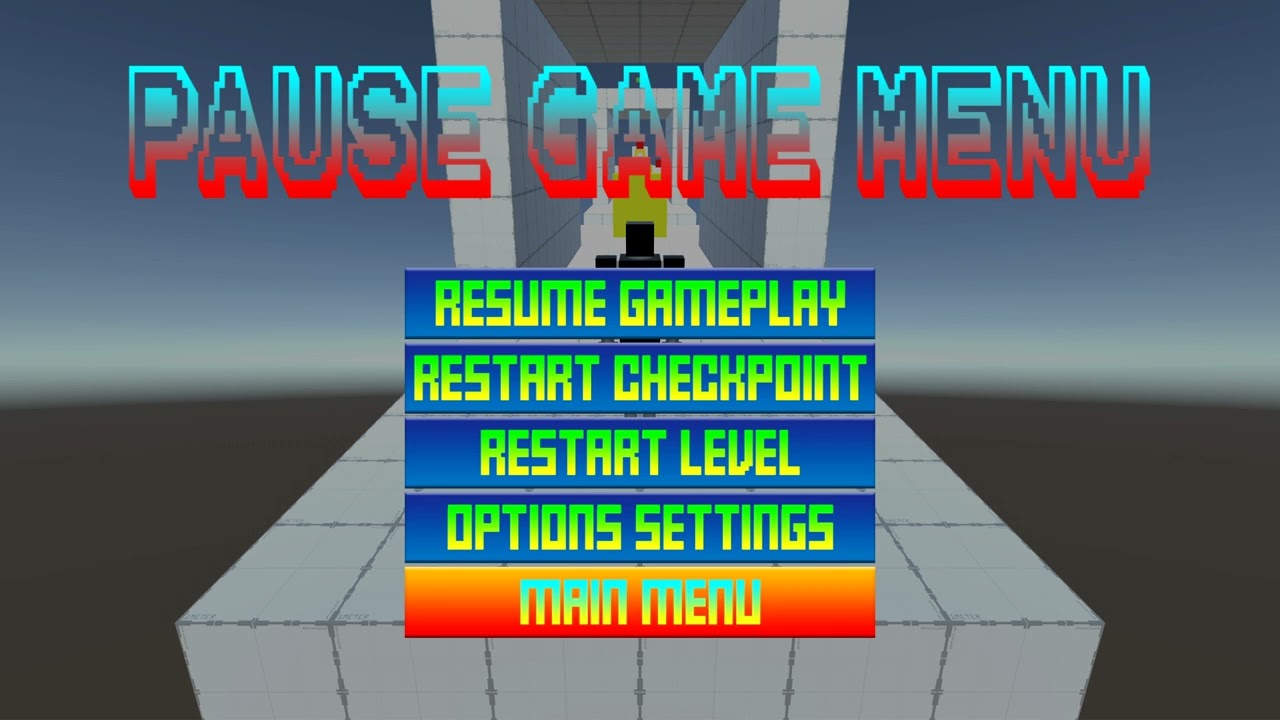 PAUSE GAME MENU
RESUME GAMEPLAY
RESTART CHECKPOINT
RESTART LEVEL
OPTIONS SETTINGS
MAIN MENU